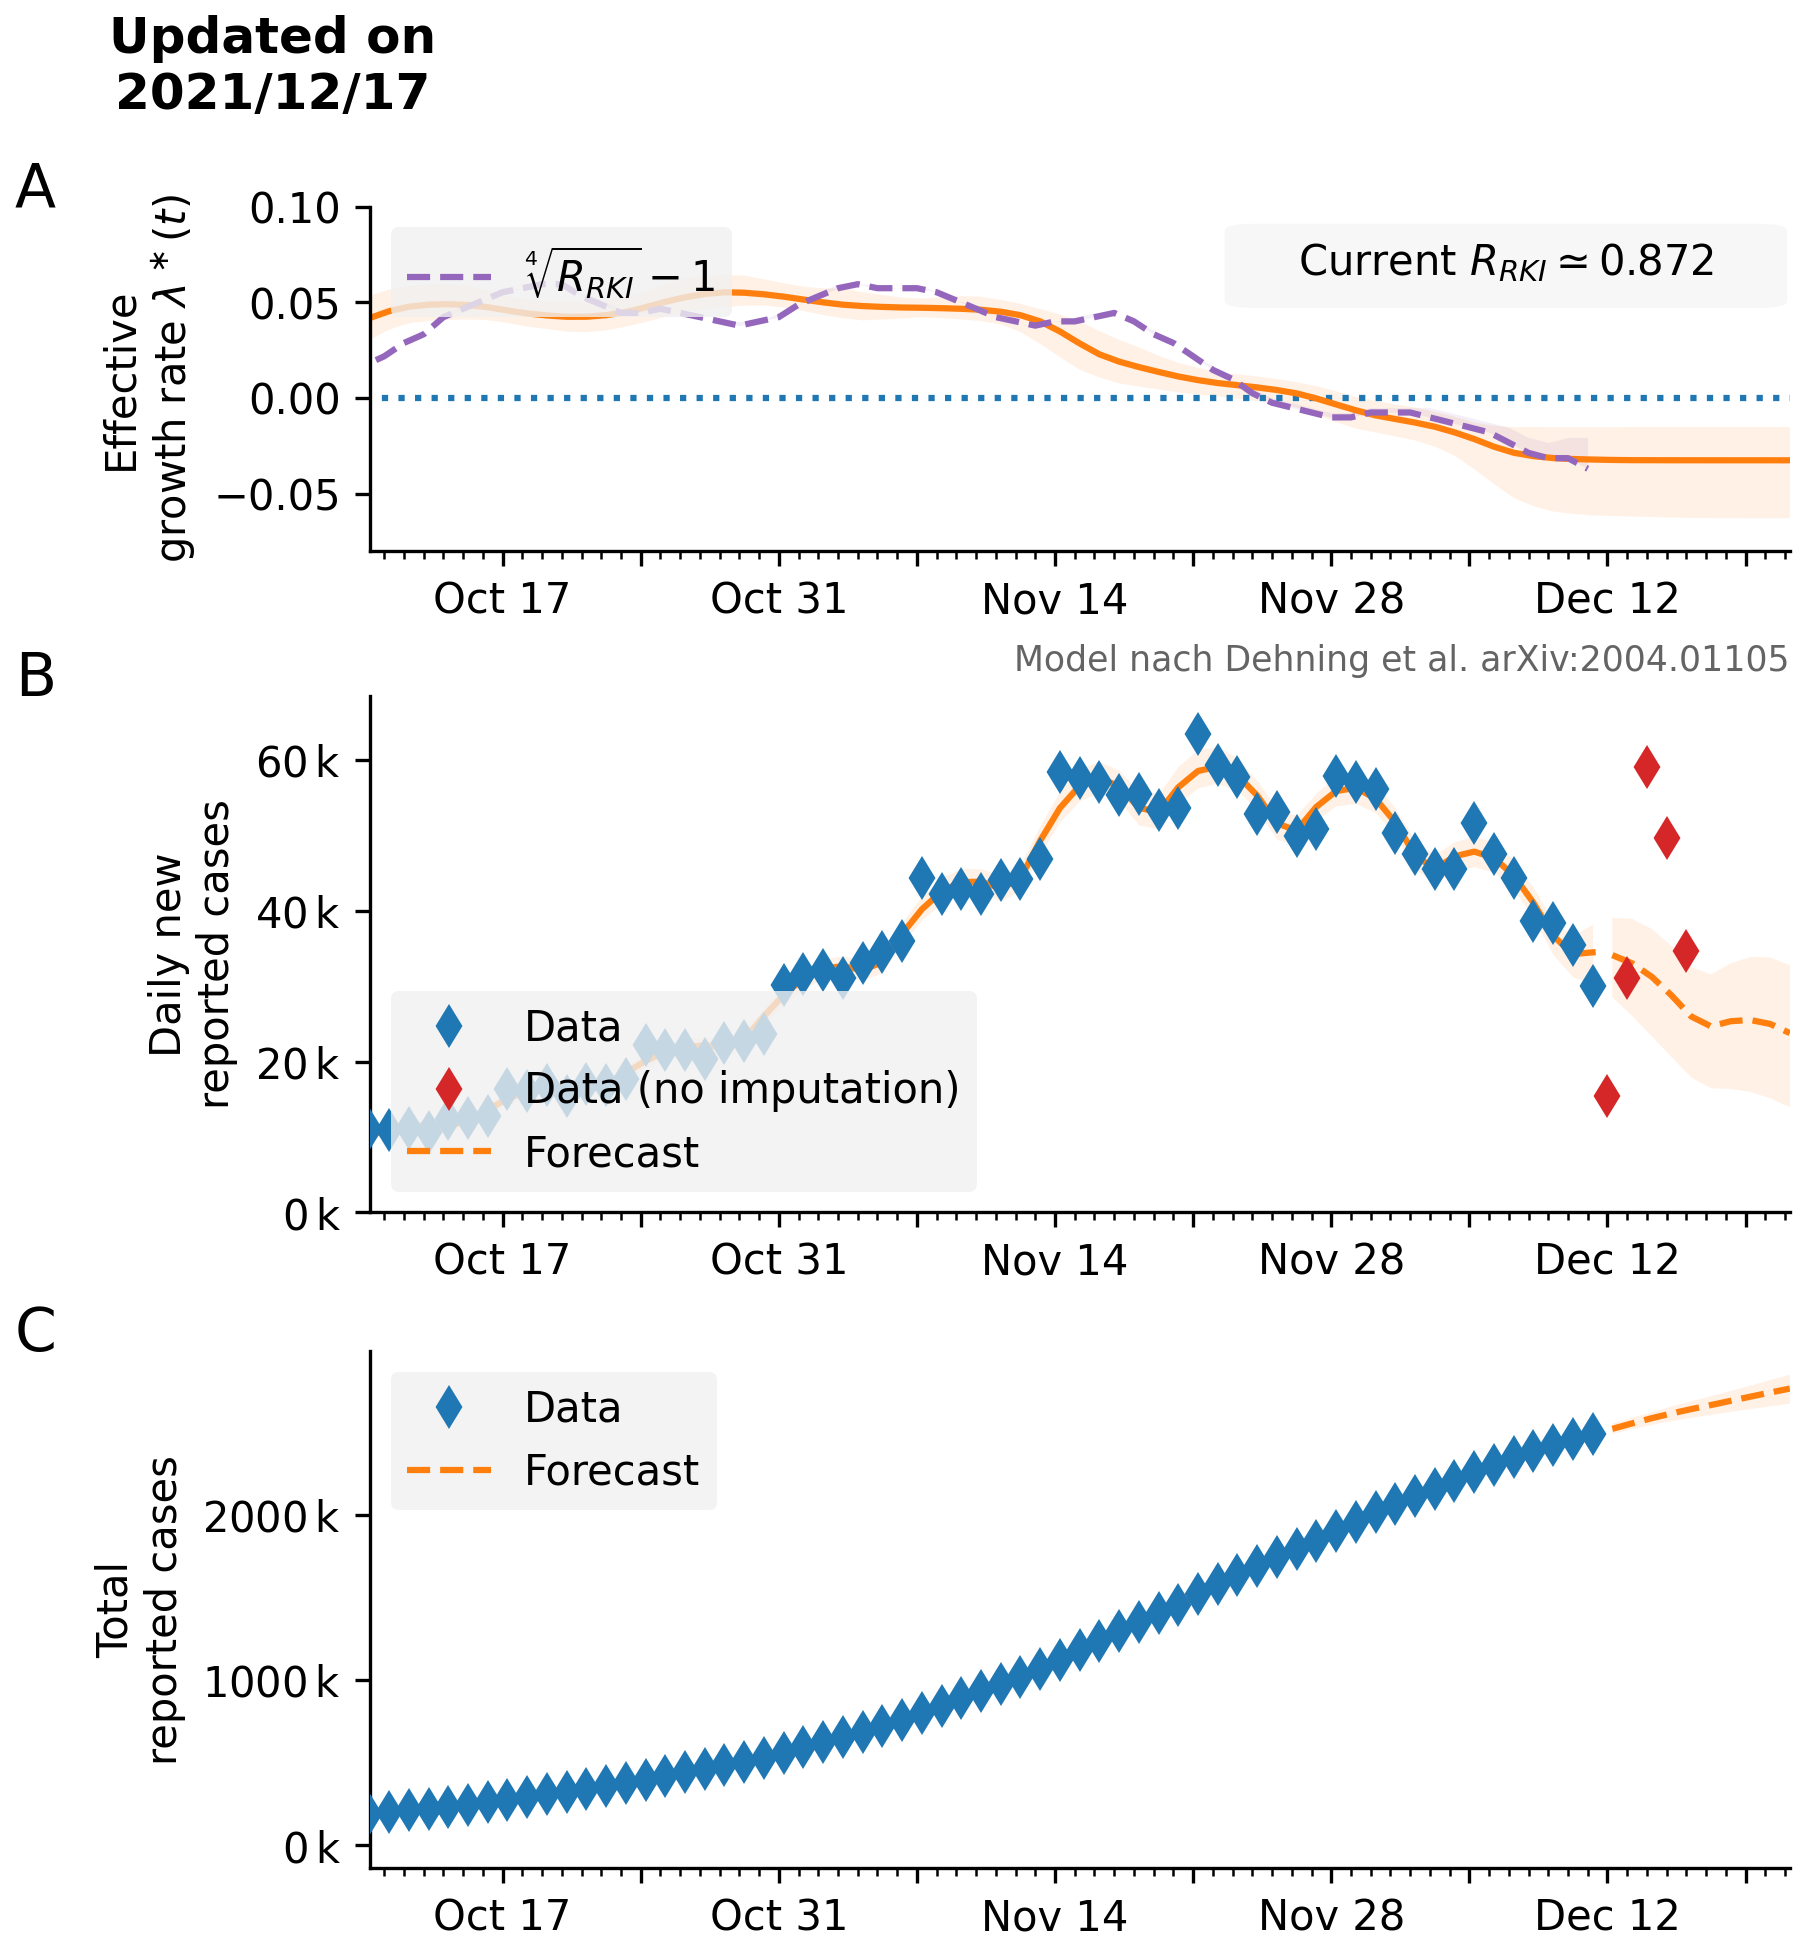 Updated on
2021/12/17
A
Effective
growth rate λ * (t)
0.10
0.05
0.00
−0.05
∜R_RKI − 1
Current R_RKI ≃ 0.872
Oct 17 Oct 31 Nov 14 Nov 28 Dec 12
Model nach Dehning et al. arXiv:2004.01105
B
Daily new
reported cases
60 k
40 k
20 k
0 k
Data
Data (no imputation)
Forecast
Oct 17 Oct 31 Nov 14 Nov 28 Dec 12
C
Total
reported cases
2000 k
1000 k
0 k
Data
Forecast
Oct 17 Oct 31 Nov 14 Nov 28 Dec 12